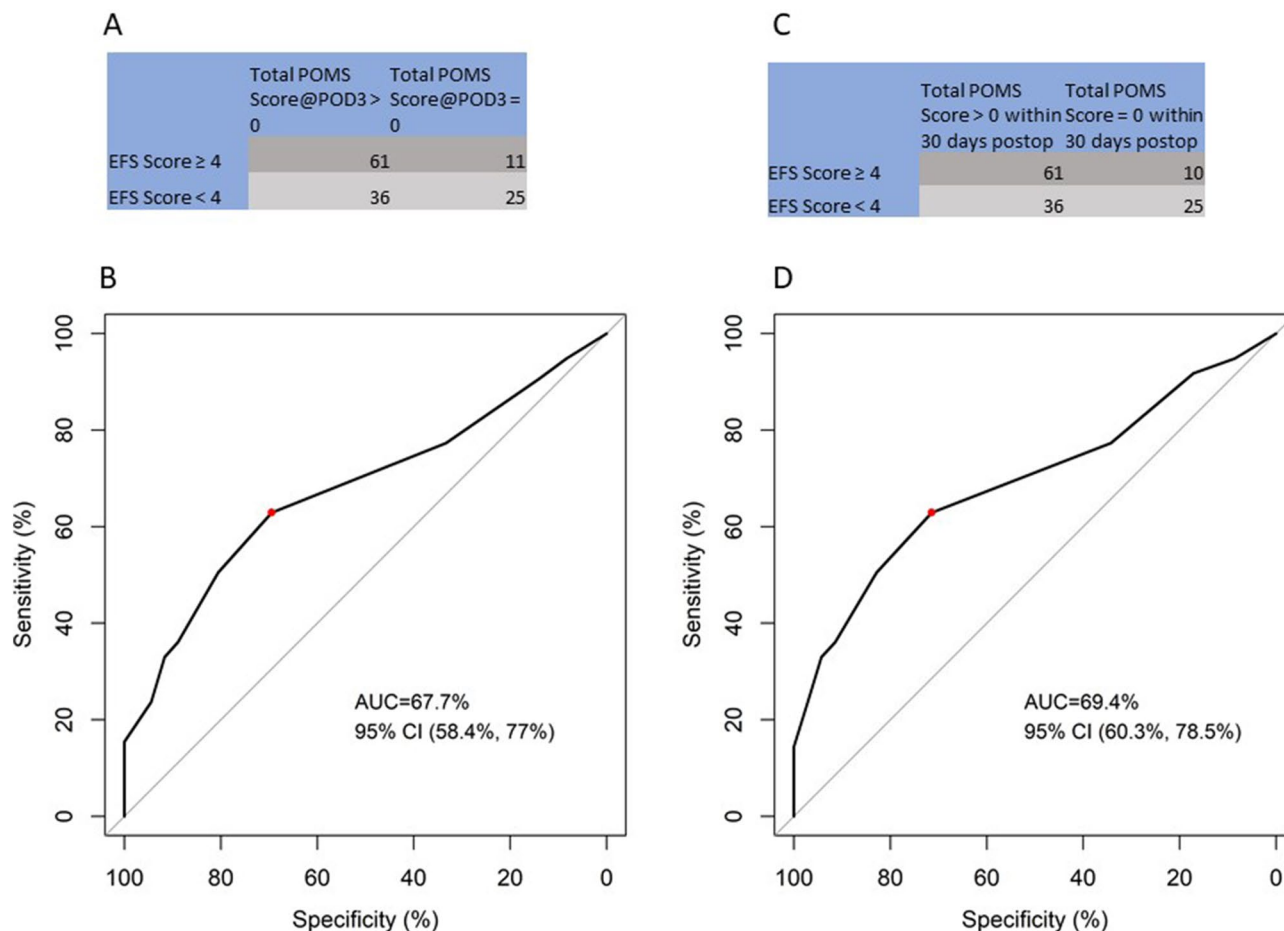 A
Total POMS Total POMS
Score@POD3 > Score@POD3 =
0 0
EFS Score ≥ 4 61 11
EFS Score < 4 36 25
C
Total POMS Total POMS
Score > 0 within Score = 0 within
30 days postop 30 days postop
EFS Score ≥ 4 61 10
EFS Score < 4 36 25
B
Sensitivity (%)
100
80
60
40
20
0
AUC=67.7%
95% CI (58.4%, 77%)
100 80 60 40 20 0
Specificity (%)
D
Sensitivity (%)
100
80
60
40
20
0
AUC=69.4%
95% CI (60.3%, 78.5%)
100 80 60 40 20 0
Specificity (%)